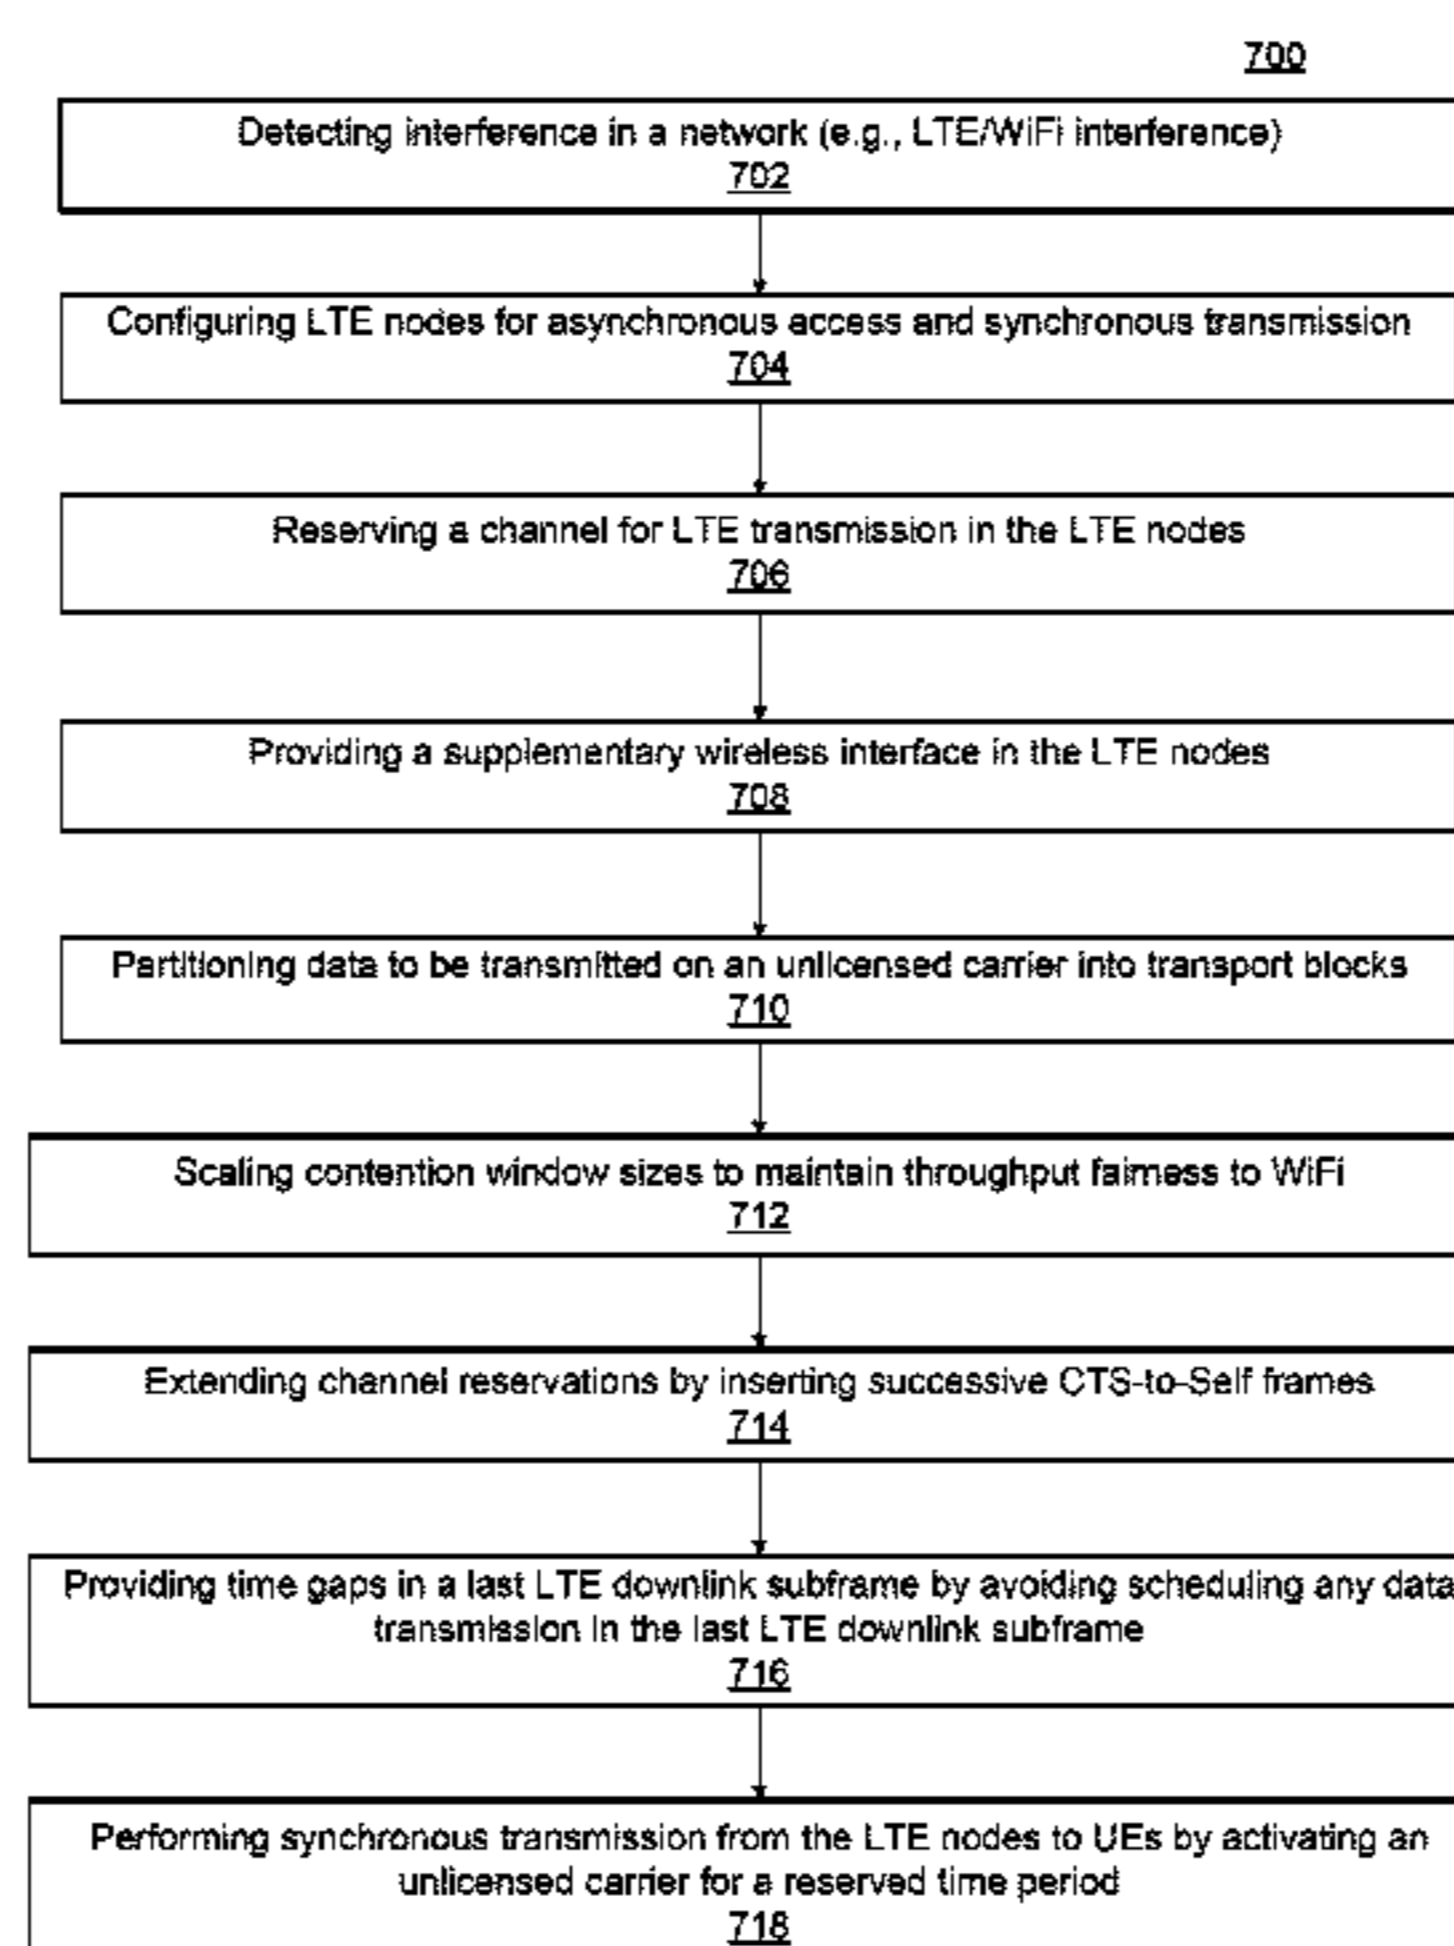 700
Detecting interference in a network (e.g., LTE/WiFi interference)
702
Configuring LTE nodes for asynchronous access and synchronous transmission
704
Reserving a channel for LTE transmission in the LTE nodes
706
Providing a supplementary wireless interface in the LTE nodes
708
Partitioning data to be transmitted on an unlicensed carrier into transport blocks
710
Scaling contention window sizes to maintain throughput fairness to WiFi
712
Extending channel reservations by inserting successive CTS-to-Self frames
714
Providing time gaps in a last LTE downlink subframe by avoiding scheduling any data
transmission in the last LTE downlink subframe
716
Performing synchronous transmission from the LTE nodes to UEs by activating an
unlicensed carrier for a reserved time period
718